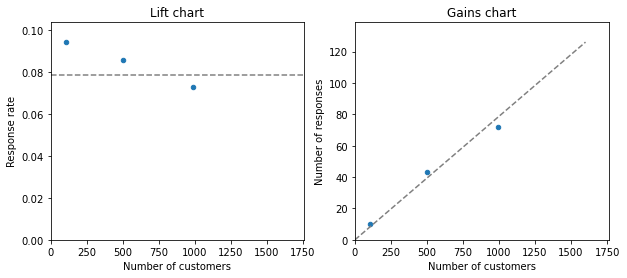 Lift chart
Response rate
0.10
0.08
0.06
0.04
0.02
0.00
0 250 500 750 1000 1250 1500 1750
Number of customers
Gains chart
Number of responses
120
100
80
60
40
20
0
0 250 500 750 1000 1250 1500 1750
Number of customers